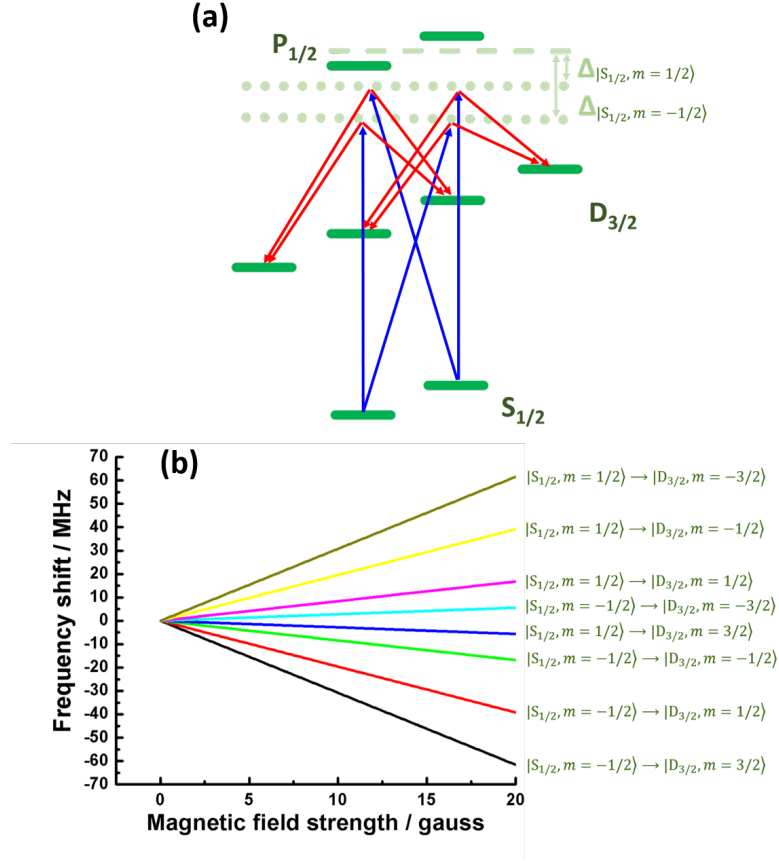 (a)
P1/2
Δ|S1/2, m = 1/2⟩
Δ|S1/2, m = −1/2⟩
D3/2
S1/2
(b)
Frequency shift / MHz
70
60
50
40
30
20
10
0
-10
-20
-30
-40
-50
-60
-70
0 5 10 15 20
Magnetic field strength / gauss
|S1/2, m = 1/2⟩ ⟶ |D3/2, m = −3/2⟩
|S1/2, m = 1/2⟩ ⟶ |D3/2, m = −1/2⟩
|S1/2, m = 1/2⟩ ⟶ |D3/2, m = 1/2⟩
|S1/2, m = −1/2⟩ ⟶ |D3/2, m = −3/2⟩
|S1/2, m = 1/2⟩ ⟶ |D3/2, m = 3/2⟩
|S1/2, m = −1/2⟩ ⟶ |D3/2, m = −1/2⟩
|S1/2, m = −1/2⟩ ⟶ |D3/2, m = 1/2⟩
|S1/2, m = −1/2⟩ ⟶ |D3/2, m = 3/2⟩